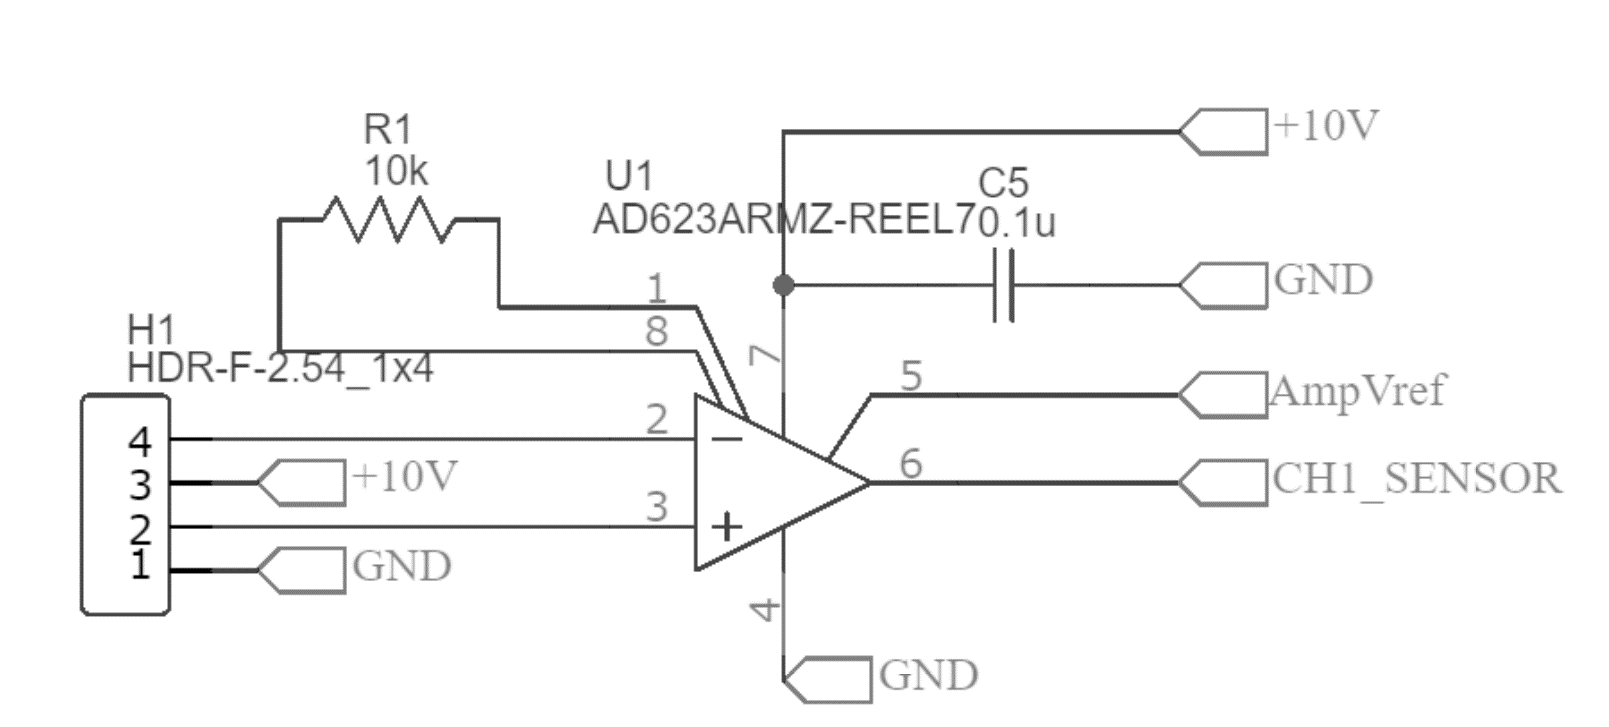 +10V
R1
10k
U1
AD623ARMZ-REEL7
C5
0.1u
GND
1
8
7
H1
HDR-F-2.54_1x4
5
AmpVref
4
2
3
+10V
6
CH1_SENSOR
2
3
1
GND
4
GND